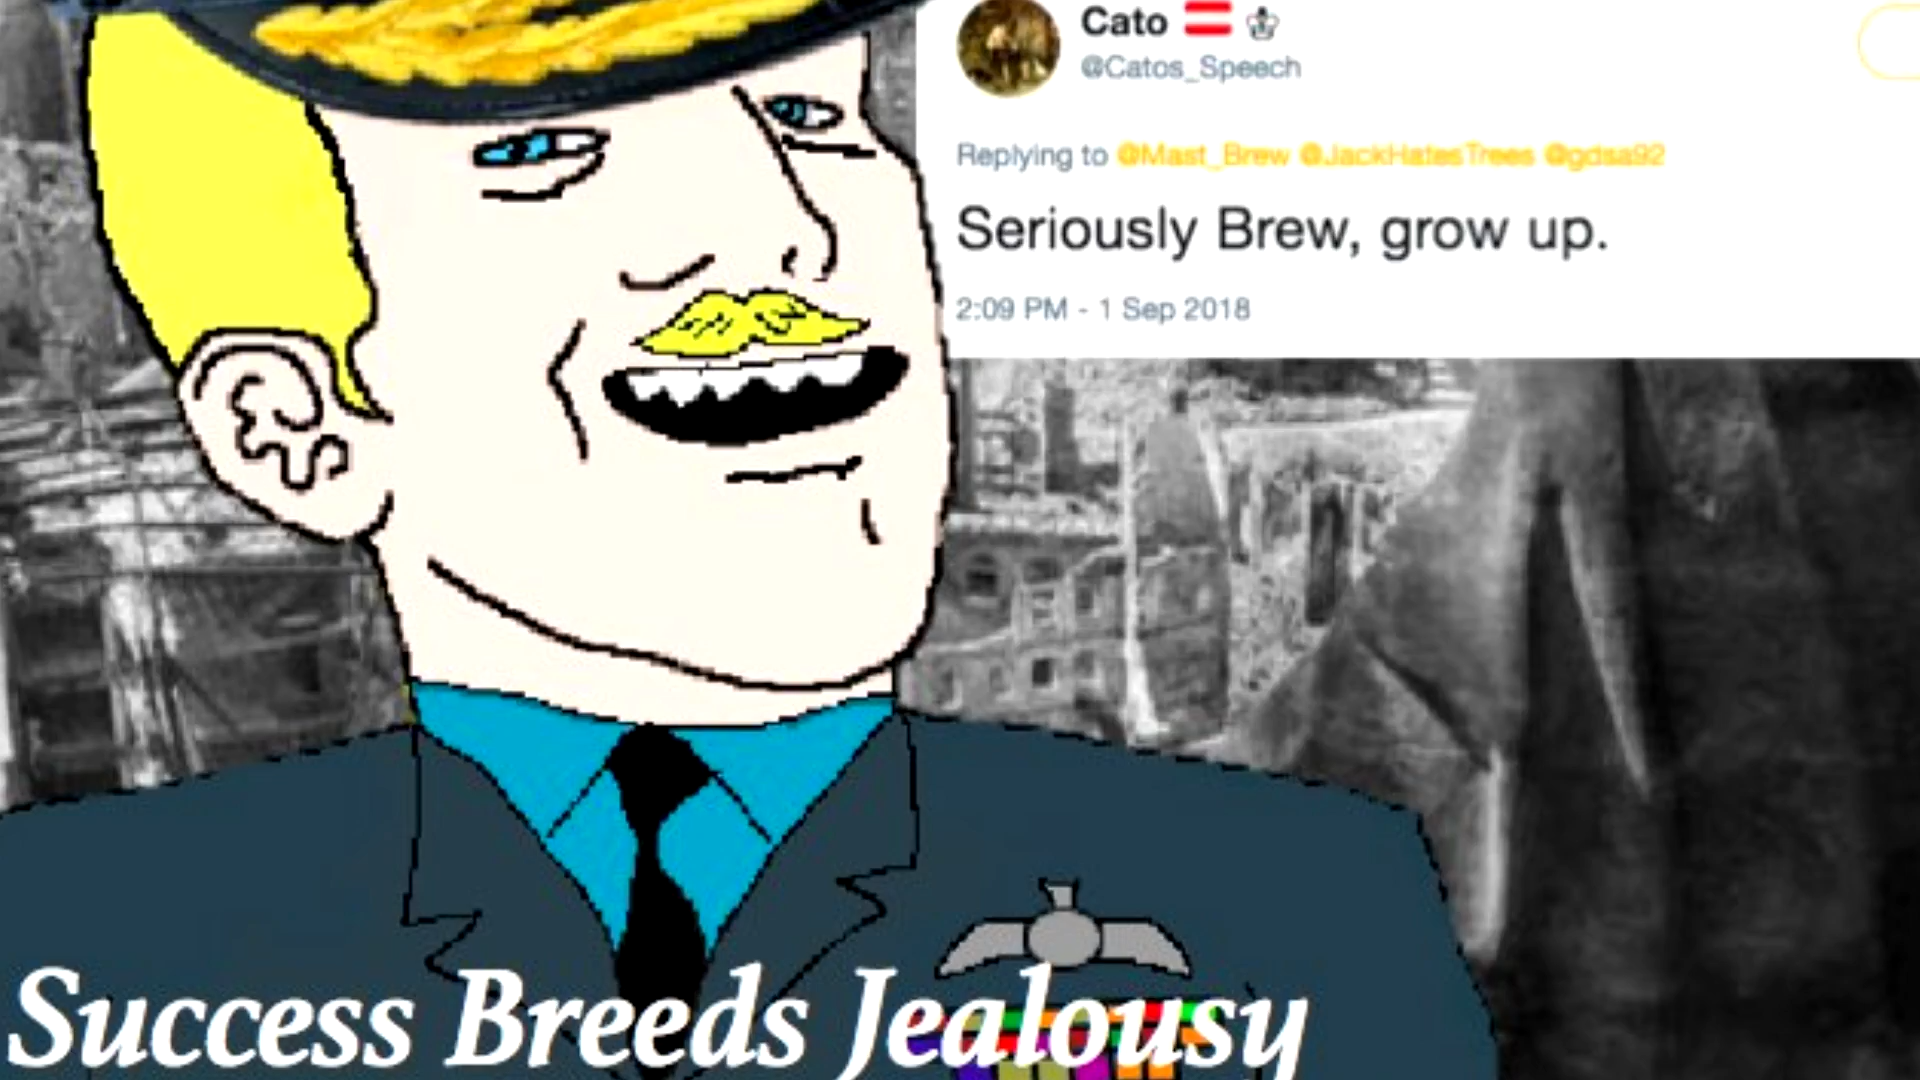 Cato
@Catos_Speech
Replying to @Mast_Brew @JackHatesTrees @gdsa92
Seriously Brew, grow up.
2:09 PM - 1 Sep 2018
Success Breeds Jealousy